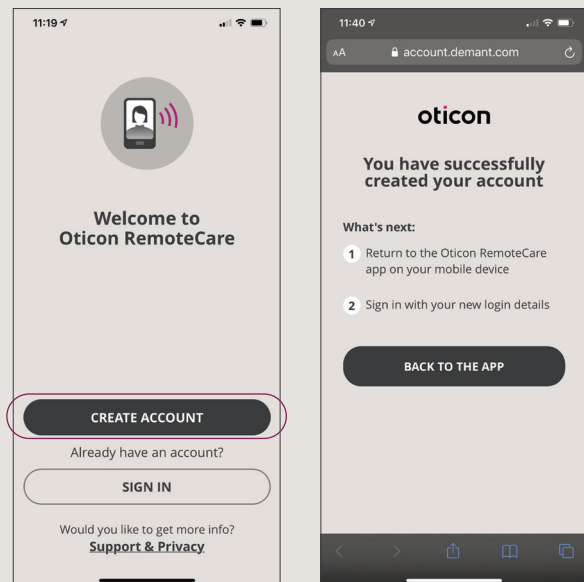 11:19
Welcome to
Oticon RemoteCare
CREATE ACCOUNT
Already have an account?
SIGN IN
Would you like to get more info?
Support & Privacy
11:40
AA
account.demant.com
oticon
You have successfully
created your account
What's next:
1 Return to the Oticon RemoteCare
app on your mobile device
2 Sign in with your new login details
BACK TO THE APP